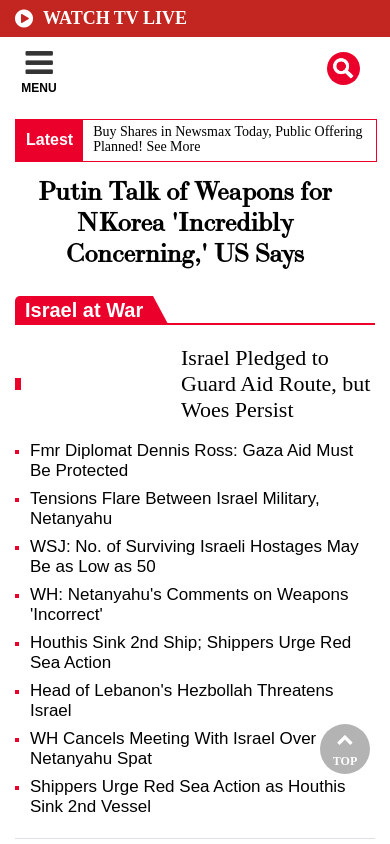 WATCH TV LIVE
MENU
Latest
Buy Shares in Newsmax Today, Public Offering
Planned! See More
Putin Talk of Weapons for
NKorea 'Incredibly
Concerning,' US Says
Israel at War
Israel Pledged to
Guard Aid Route, but
Woes Persist
Fmr Diplomat Dennis Ross: Gaza Aid Must
Be Protected
Tensions Flare Between Israel Military,
Netanyahu
WSJ: No. of Surviving Israeli Hostages May
Be as Low as 50
WH: Netanyahu's Comments on Weapons
'Incorrect'
Houthis Sink 2nd Ship; Shippers Urge Red
Sea Action
Head of Lebanon's Hezbollah Threatens
Israel
WH Cancels Meeting With Israel Over
Netanyahu Spat
TOP
Shippers Urge Red Sea Action as Houthis
Sink 2nd Vessel